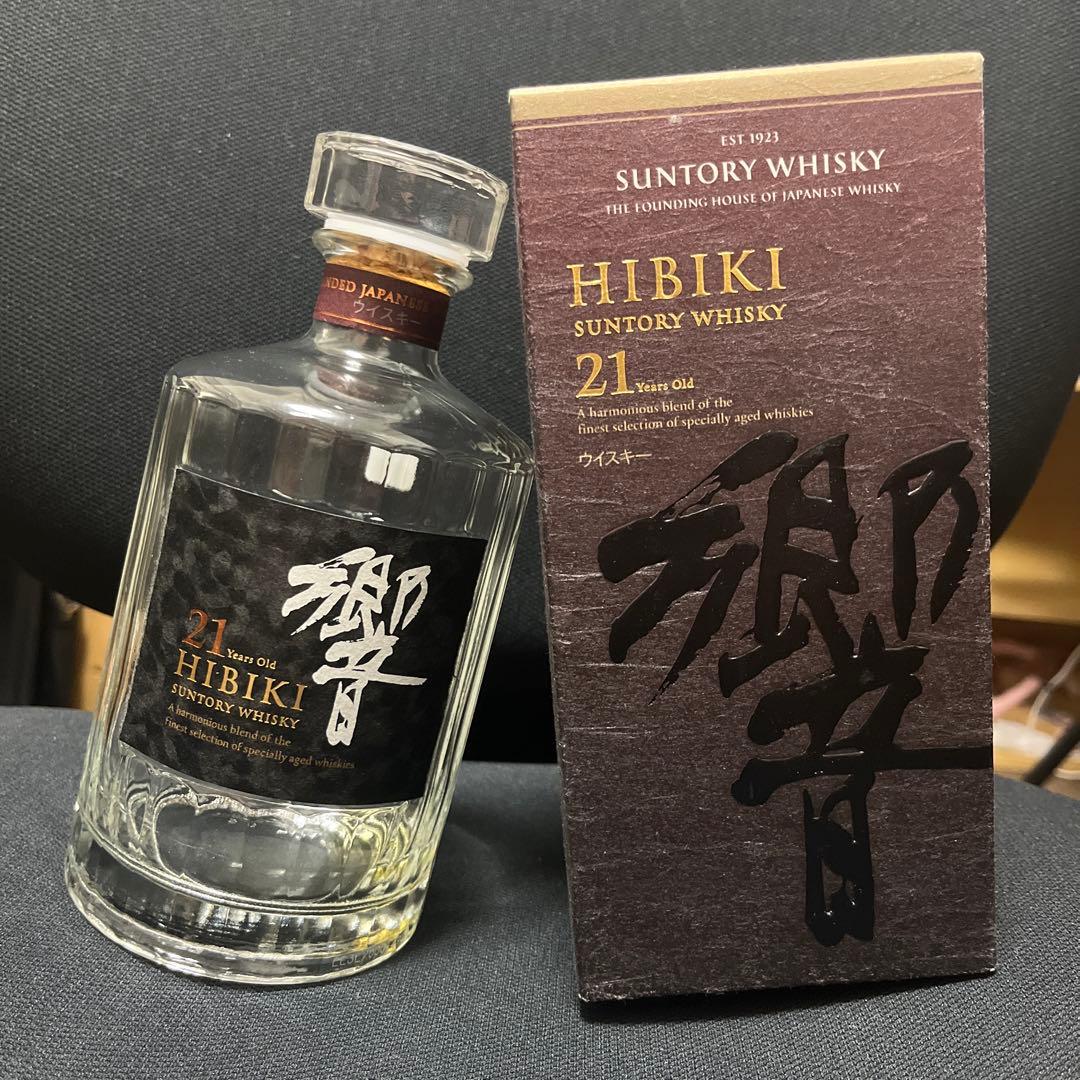 NDED JAPANESE
ウイスキー
響
21 Years Old
HIBIKI
SUNTORY WHISKY
A harmonious blend of the
finest selection of specially aged whiskies
EST 1923
SUNTORY WHISKY
THE FOUNDING HOUSE OF JAPANESE WHISKY
HIBIKI
SUNTORY WHISKY
21 Years Old
A harmonious blend of the
finest selection of specially aged whiskies
ウイスキー
響